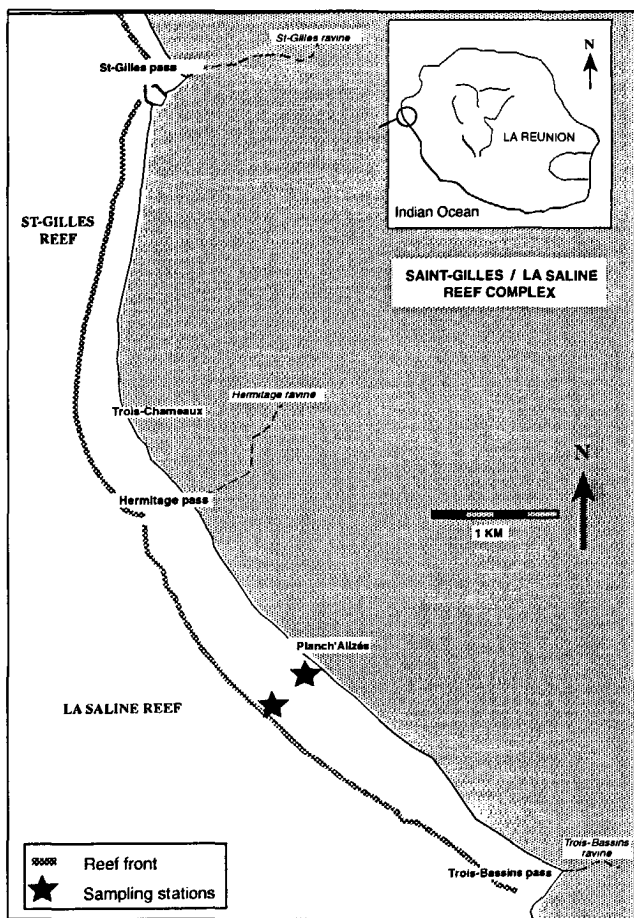 St-Gilles ravine
St-Gilles pass
N
LA REUNION
Indian Ocean
ST-GILLES
REEF
SAINT-GILLES / LA SALINE
REEF COMPLEX
Hermitage ravine
Trois-Chameaux
N
Hermitage pass
1 KM
Planch'Alizés
LA SALINE REEF
Trois-Bassins
ravine
Trois-Bassins pass
Reef front
Sampling stations